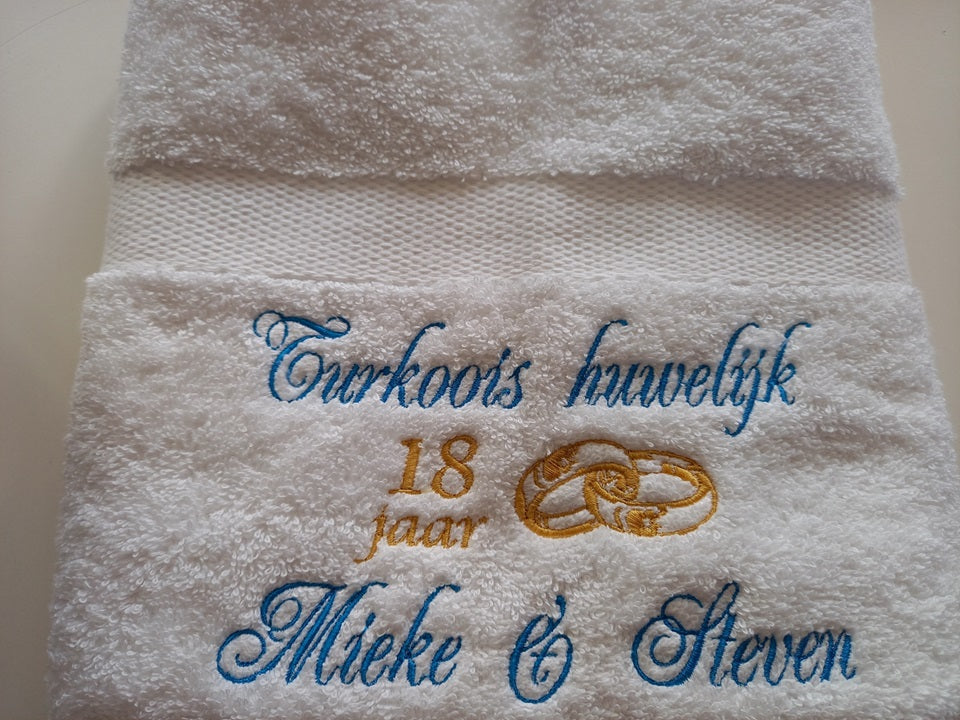 Turkoois huwelijk
18
jaar
Mieke & Steven